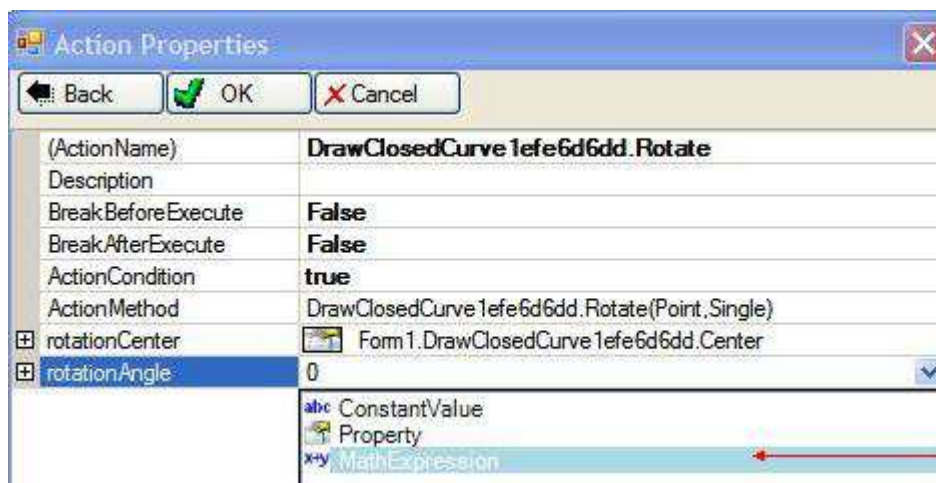 Action Properties
Back OK Cancel
(ActionName) DrawClosedCurve1efe6d6dd.Rotate
Description
BreakBeforeExecute False
BreakAfterExecute False
ActionCondition true
ActionMethod DrawClosedCurve1efe6d6dd.Rotate(Point,Single)
rotationCenter Form1.DrawClosedCurve1efe6d6dd.Center
rotationAngle 0
abc ConstantValue
Property
x+y MathExpression